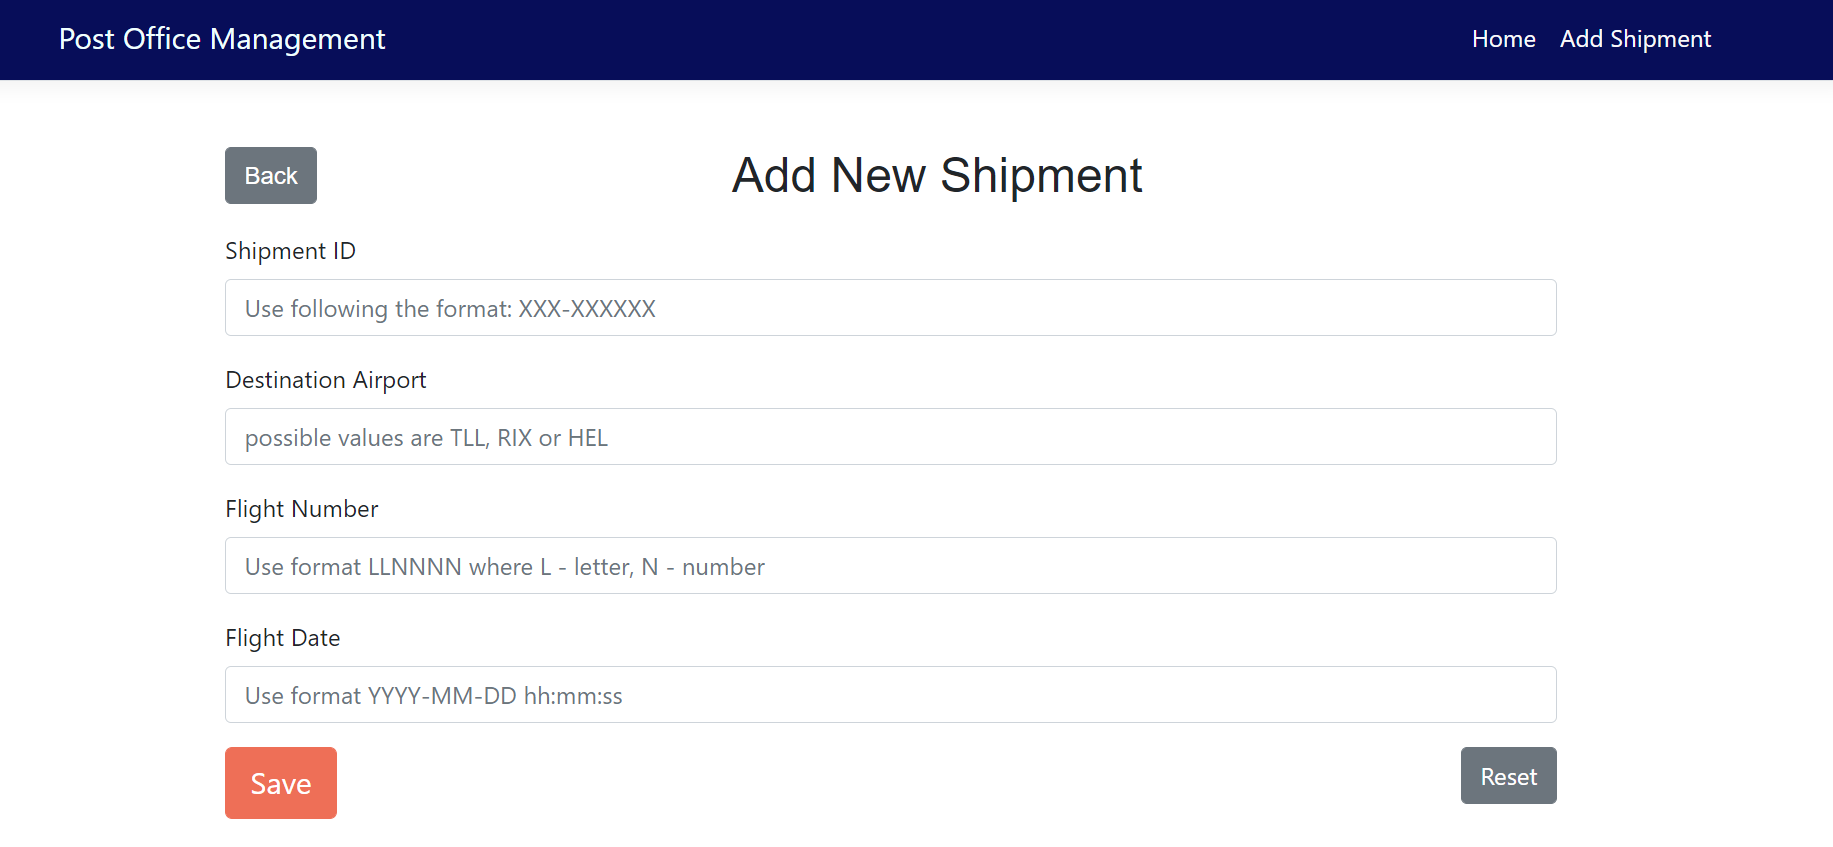 Post Office Management
Home Add Shipment
Back
Add New Shipment
Shipment ID
Use following the format: XXX-XXXXXX
Destination Airport
possible values are TLL, RIX or HEL
Flight Number
Use format LLNNNN where L - letter, N - number
Flight Date
Use format YYYY-MM-DD hh:mm:ss
Save
Reset